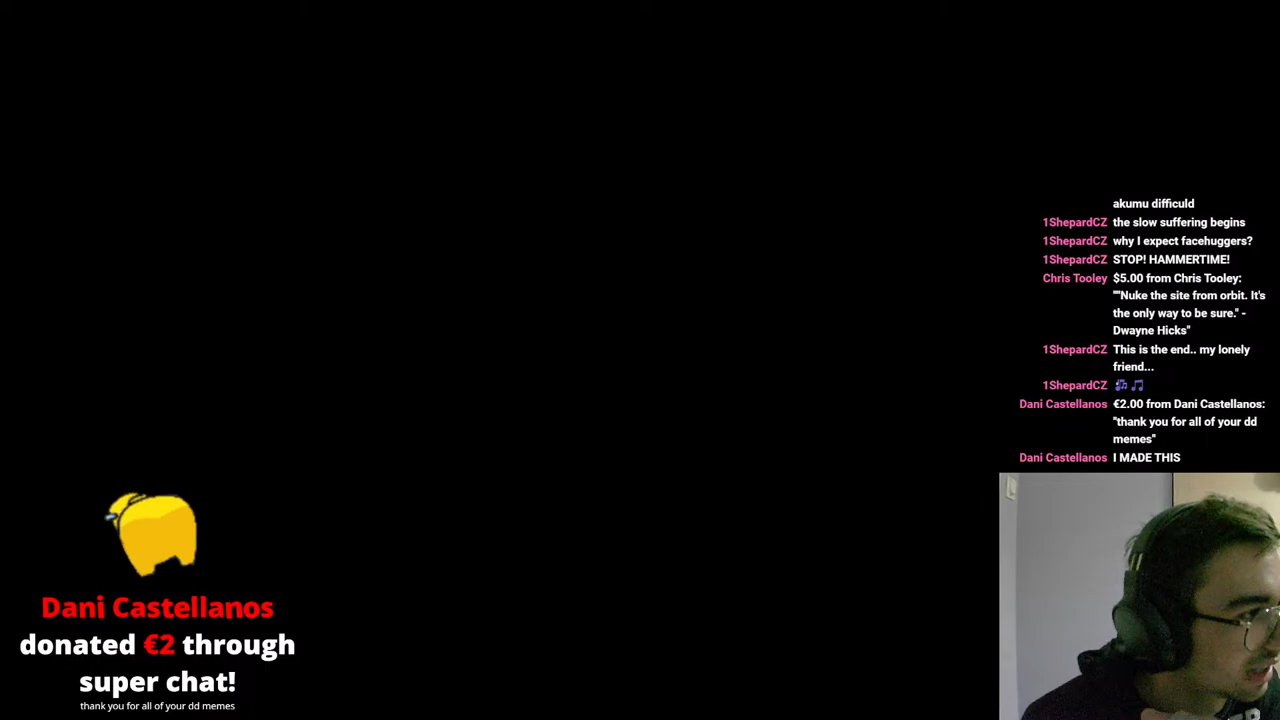 akumu difficuld
1ShepardCZ the slow suffering begins
1ShepardCZ why I expect facehuggers?
1ShepardCZ STOP! HAMMERTIME!
Chris Tooley $5.00 from Chris Tooley:
""Nuke the site from orbit. It's
the only way to be sure." -
Dwayne Hicks"
1ShepardCZ This is the end.. my lonely
friend...
1ShepardCZ 🎶 🎵
Dani Castellanos €2.00 from Dani Castellanos:
"thank you for all of your dd
memes"
Dani Castellanos I MADE THIS
Dani Castellanos
donated €2 through
super chat!
thank you for all of your dd memes